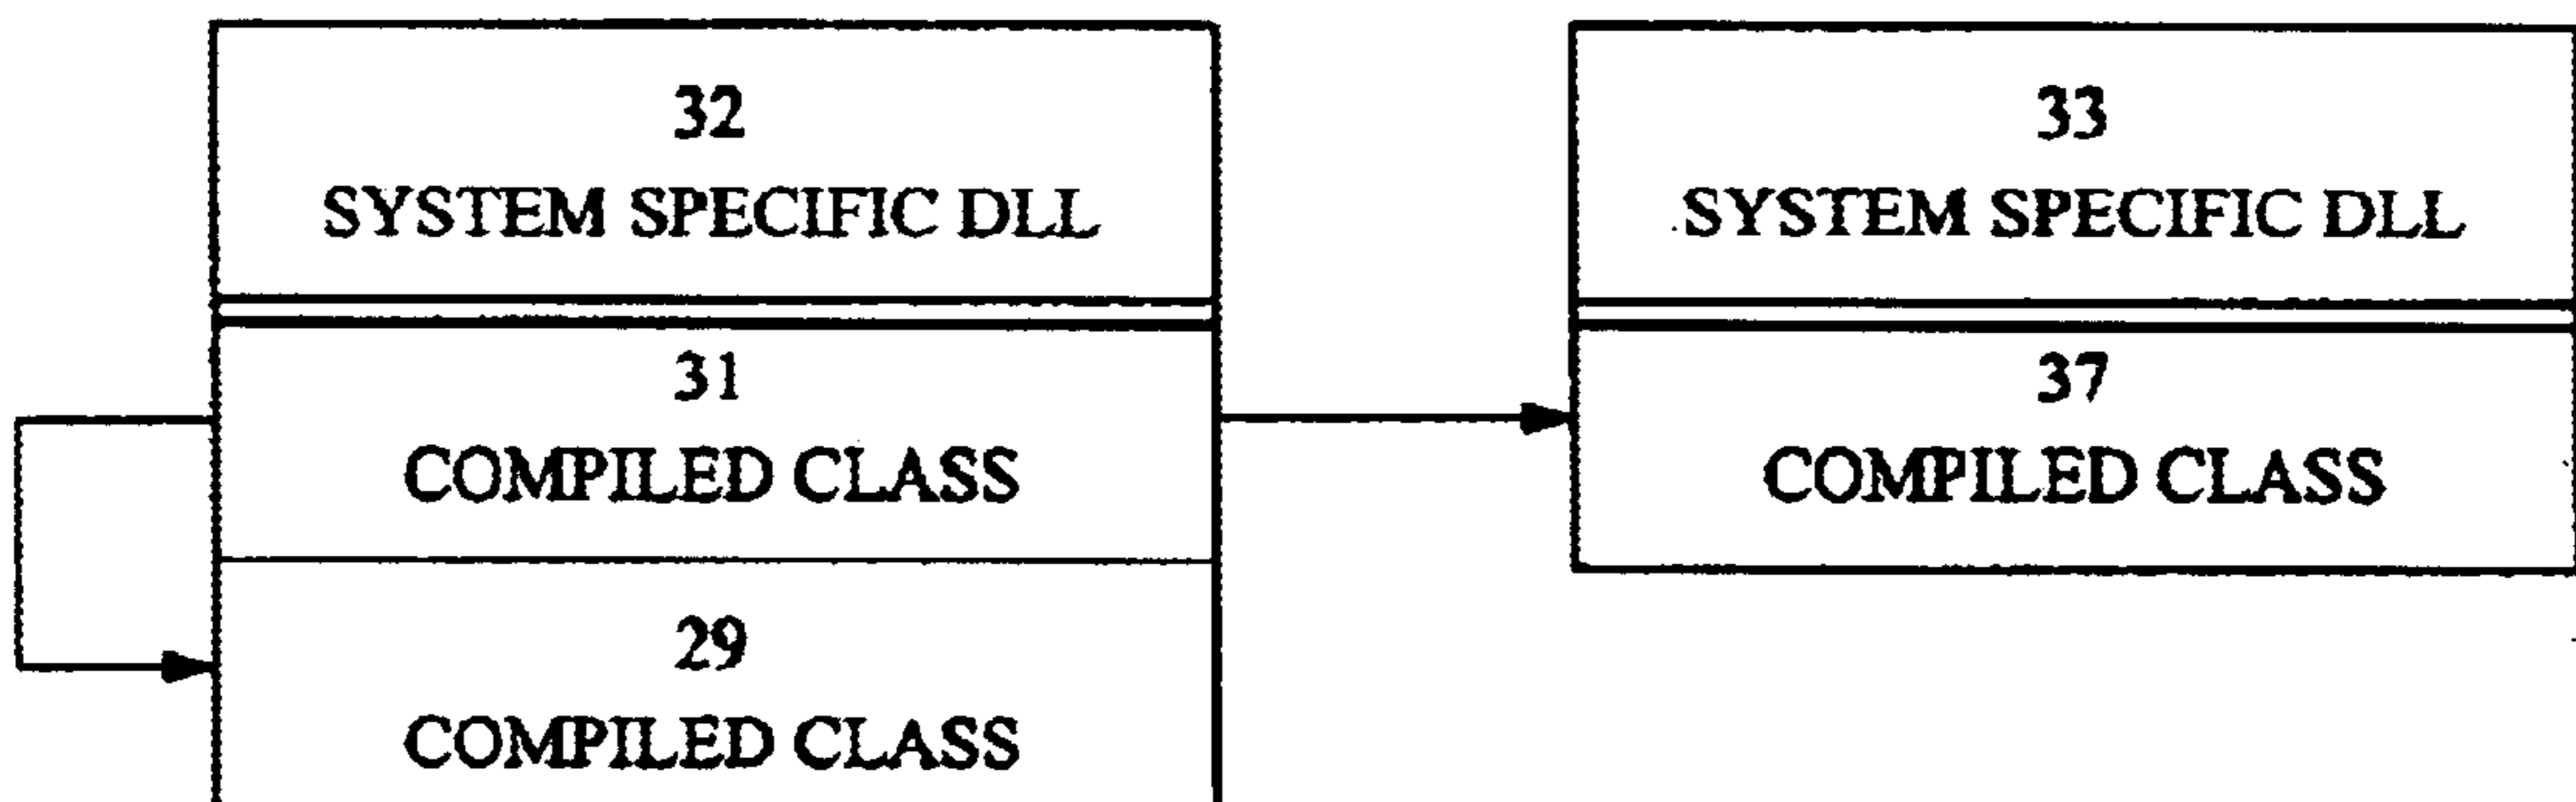 32
SYSTEM SPECIFIC DLL
31
COMPILED CLASS
29
COMPILED CLASS
33
SYSTEM SPECIFIC DLL
37
COMPILED CLASS